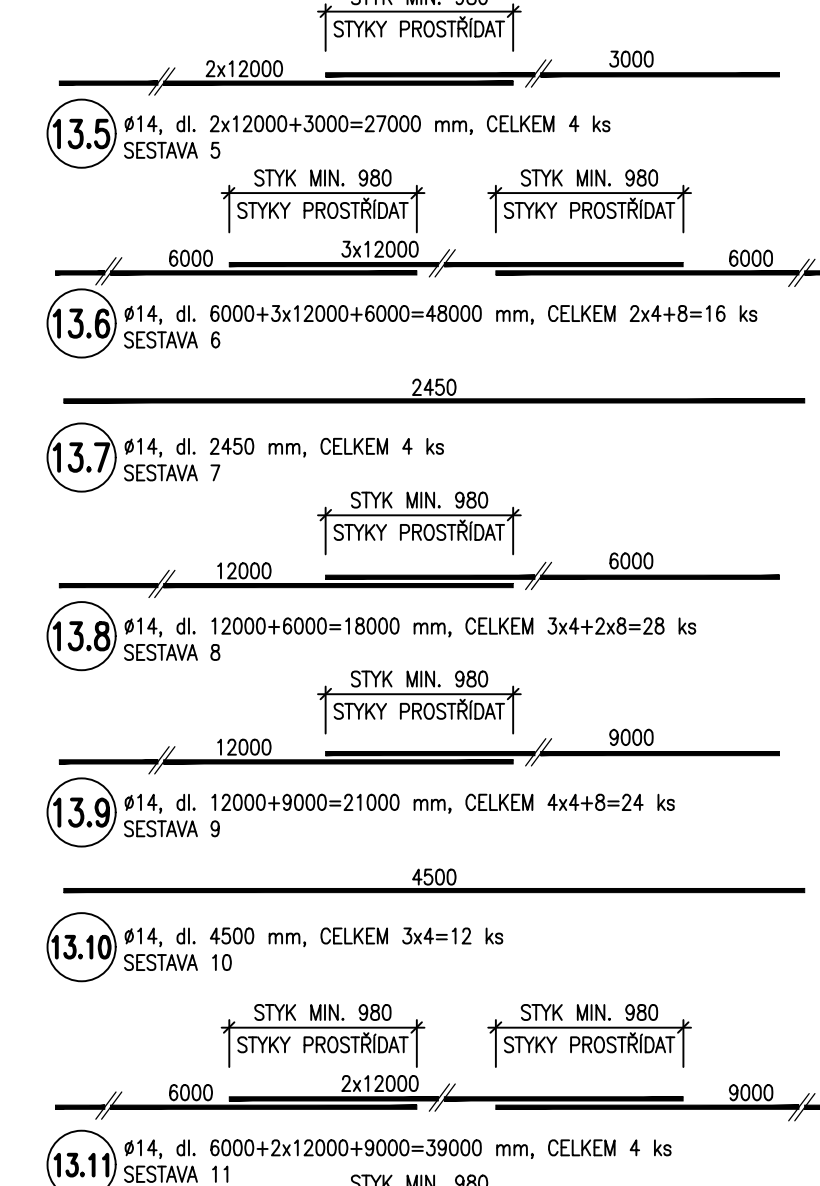 STYK MIN. 980
STYKY PROSTŘÍDAT
2x12000
3000
13.5
ø14, dl. 2x12000+3000=27000 mm, CELKEM 4 ks
SESTAVA 5
STYK MIN. 980
STYK MIN. 980
STYKY PROSTŘÍDAT
STYKY PROSTŘÍDAT
6000
3x12000
6000
13.6
ø14, dl. 6000+3x12000+6000=48000 mm, CELKEM 2x4+8=16 ks
SESTAVA 6
2450
13.7
ø14, dl. 2450 mm, CELKEM 4 ks
SESTAVA 7
STYK MIN. 980
STYKY PROSTŘÍDAT
12000
6000
13.8
ø14, dl. 12000+6000=18000 mm, CELKEM 3x4+2x8=28 ks
SESTAVA 8
STYK MIN. 980
STYKY PROSTŘÍDAT
12000
9000
13.9
ø14, dl. 12000+9000=21000 mm, CELKEM 4x4+8=24 ks
SESTAVA 9
4500
13.10
ø14, dl. 4500 mm, CELKEM 3x4=12 ks
SESTAVA 10
STYK MIN. 980
STYK MIN. 980
STYKY PROSTŘÍDAT
STYKY PROSTŘÍDAT
6000
2x12000
9000
13.11
ø14, dl. 6000+2x12000+9000=39000 mm, CELKEM 4 ks
SESTAVA 11
STYK MIN. 980